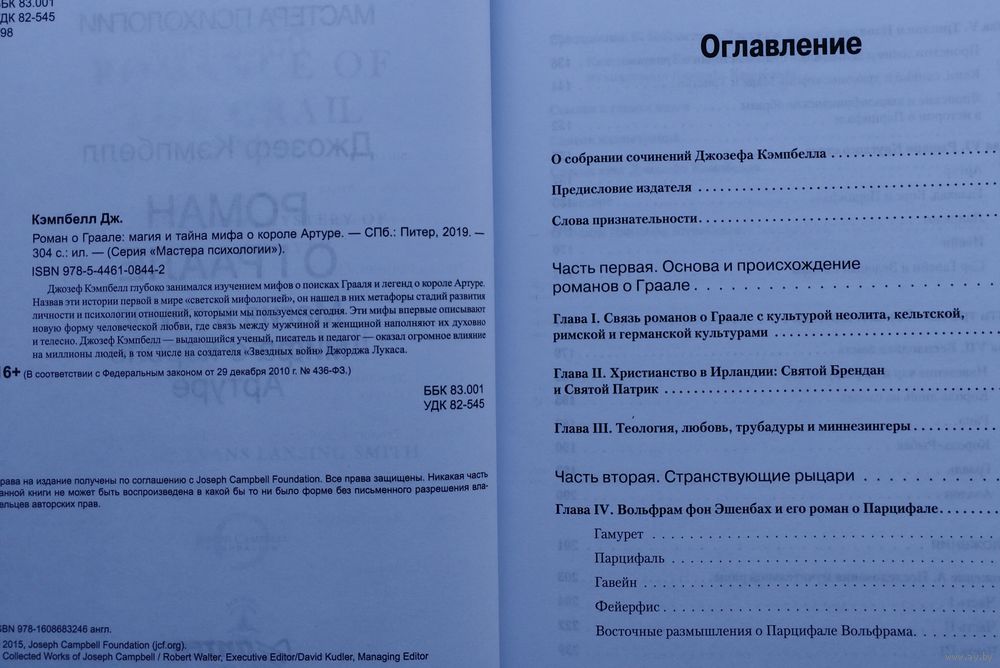 БК 83.001
ДК 82-545
98
Кэмпбелл Дж.
Роман о Граале: магия и тайна мифа о короле Артуре. — СПб.: Питер, 2019. —
304 с.: ил. — (Серия «Мастера психологии»).
ISBN 978-5-4461-0844-2
Джозеф Кэмпбелл глубоко занимался изучением мифов о поисках Грааля и легенд о короле Артуре.
Назвав эти истории первой в мире «светской мифологией», он нашел в них метафоры стадий развития
личности и психологии отношений, которыми мы пользуемся сегодня. Эти мифы впервые описывают
новую форму человеческой любви, где связь между мужчиной и женщиной наполняют их духовно
и телесно. Джозеф Кэмпбелл — выдающийся ученый, писатель и педагог — оказал огромное влияние
на миллионы людей, в том числе на создателя «Звездных войн» Джорджа Лукаса.
16+ (В соответствии с Федеральным законом от 29 декабря 2010 г. № 436-ФЗ.)
ББК 83.001
УДК 82-545
рава на издание получены по соглашению с Joseph Campbell Foundation. Все права защищены. Никакая часть
анной книги не может быть воспроизведена в какой бы то ни было форме без письменного разрешения вла-
ельцев авторских прав.
SBN 978-1608683246 англ.
2015, Joseph Campbell Foundation (jcf.org).
Collected Works of Joseph Campbell / Robert Walter, Executive Editor/David Kudler, Managing Editor
Оглавление
О собрании сочинений Джозефа Кэмпбелла
Предисловие издателя
Слова признательности
Часть первая. Основа и происхождение
романов о Граале
Глава I. Связь романов о Граале с культурой неолита, кельтской,
римской и германской культурами
Глава II. Христианство в Ирландии: Святой Брендан
и Святой Патрик
Глава III. Теология, любовь, трубадуры и миннезингеры
Часть вторая. Странствующие рыцари
Глава IV. Вольфрам фон Эшенбах и его роман о Парцифале
Гамурет
Парцифаль
Гавейн
Фейерфис
Восточные размышления о Парцифале Вольфрама
www.ay.by